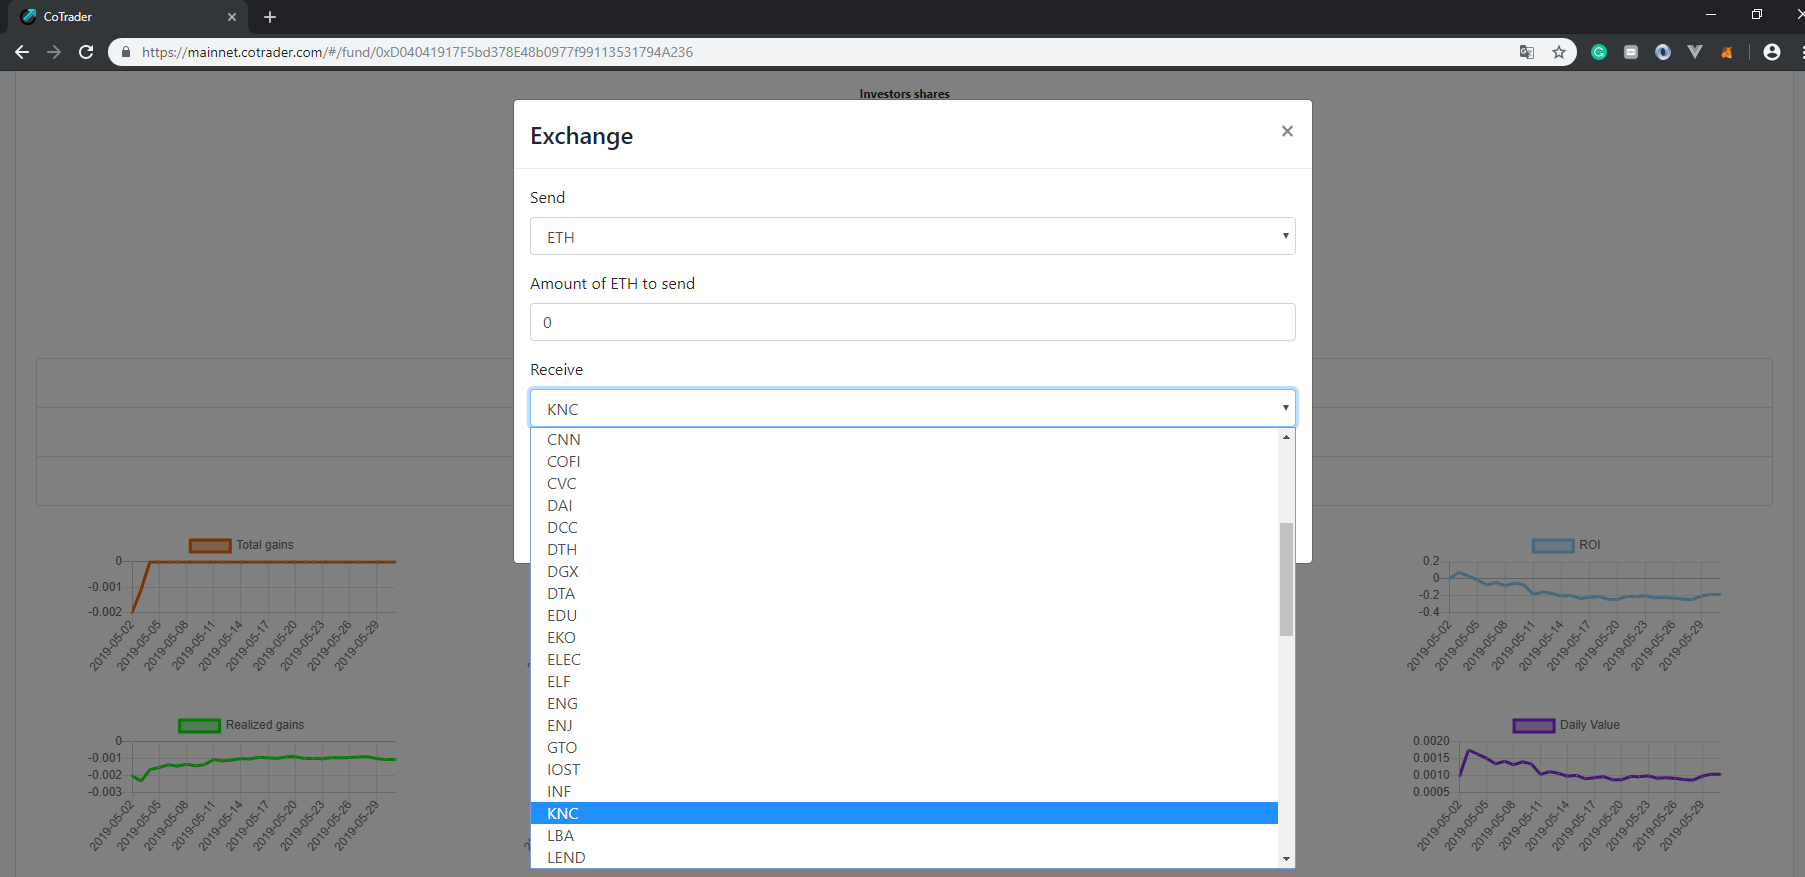 CoTrader
https://mainnet.cotrader.com/#/fund/0xD04041917F5bd378E48b0977f99113531794A236
Investors shares
Exchange
×
Send
ETH
Amount of ETH to send
0
Receive
KNC
CNN
COFI
CVC
DAI
DCC
DTH
DGX
DTA
EDU
EKO
ELEC
ELF
ENG
ENJ
GTO
IOST
INF
KNC
LBA
LEND
Total gains
0
-0.001
-0.002
2019-05-02
2019-05-05
2019-05-08
2019-05-11
2019-05-14
2019-05-17
2019-05-20
2019-05-23
2019-05-26
2019-05-29
ROI
0.2
0
-0.2
-0.4
2019-05-02
2019-05-05
2019-05-08
2019-05-11
2019-05-14
2019-05-17
2019-05-20
2019-05-23
2019-05-26
2019-05-29
Realized gains
0
-0.001
-0.002
-0.003
2019-05-02
2019-05-05
2019-05-08
2019-05-11
2019-05-14
2019-05-17
2019-05-20
2019-05-23
2019-05-26
2019-05-29
Daily Value
0.0020
0.0015
0.0010
0.0005
2019-05-02
2019-05-05
2019-05-08
2019-05-11
2019-05-14
2019-05-17
2019-05-20
2019-05-23
2019-05-26
2019-05-29